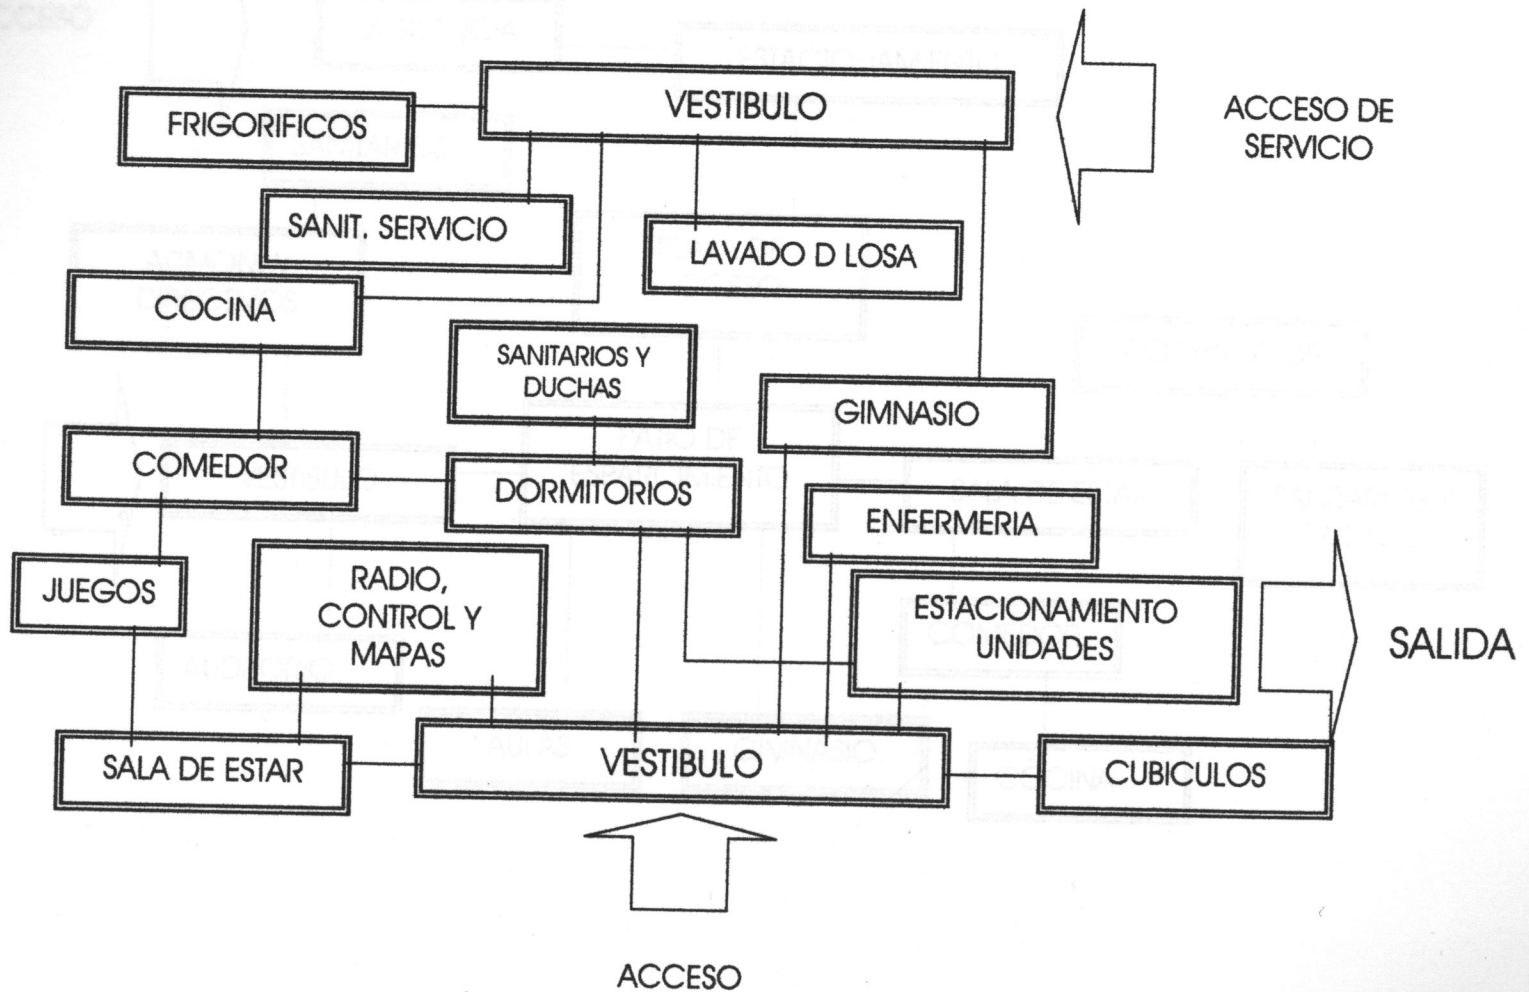 VESTIBULO
ACCESO DE
SERVICIO
FRIGORIFICOS
SANIT. SERVICIO
LAVADO D LOSA
COCINA
SANITARIOS Y
DUCHAS
GIMNASIO
COMEDOR
DORMITORIOS
ENFERMERIA
JUEGOS
RADIO,
CONTROL Y
MAPAS
ESTACIONAMIENTO
UNIDADES
SALIDA
SALA DE ESTAR
VESTIBULO
CUBICULOS
ACCESO